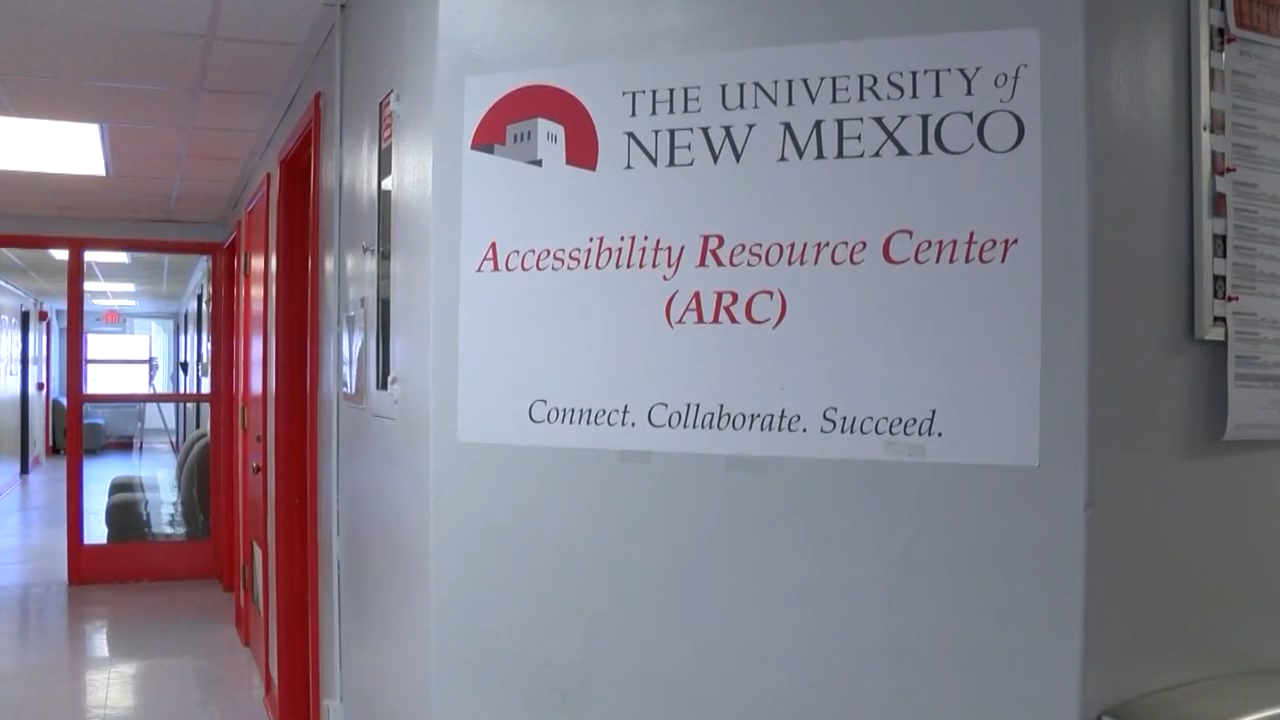 THE UNIVERSITY of
NEW MEXICO
Accessibility Resource Center
(ARC)
Connect. Collaborate. Succeed.